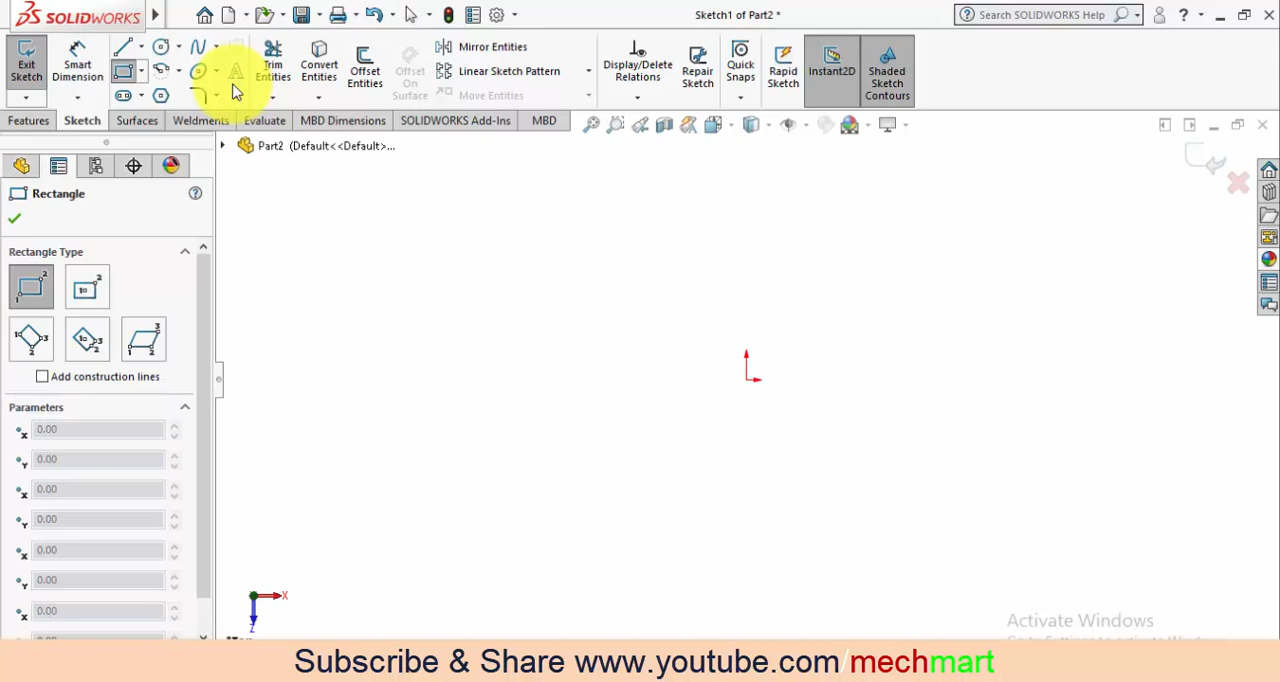 SOLIDWORKS
Sketch1 of Part2 *
Search SOLIDWORKS Help
?
Exit Sketch
Smart Dimension
Trim Entities
Convert Entities
Offset Entities
Offset On Surface
Mirror Entities
Linear Sketch Pattern
Move Entities
Display/Delete Relations
Repair Sketch
Quick Snaps
Rapid Sketch
Instant2D
Shaded Sketch Contours
Features
Sketch
Surfaces
Weldments
Evaluate
MBD Dimensions
SOLIDWORKS Add-Ins
MBD
Part2 (Default<<Default>...
Rectangle
Rectangle Type
Add construction lines
Parameters
X 0.00
Y 0.00
X 0.00
Y 0.00
X 0.00
Y 0.00
X 0.00
X
Z
Activate Windows
Subscribe & Share www.youtube.com/mechmart